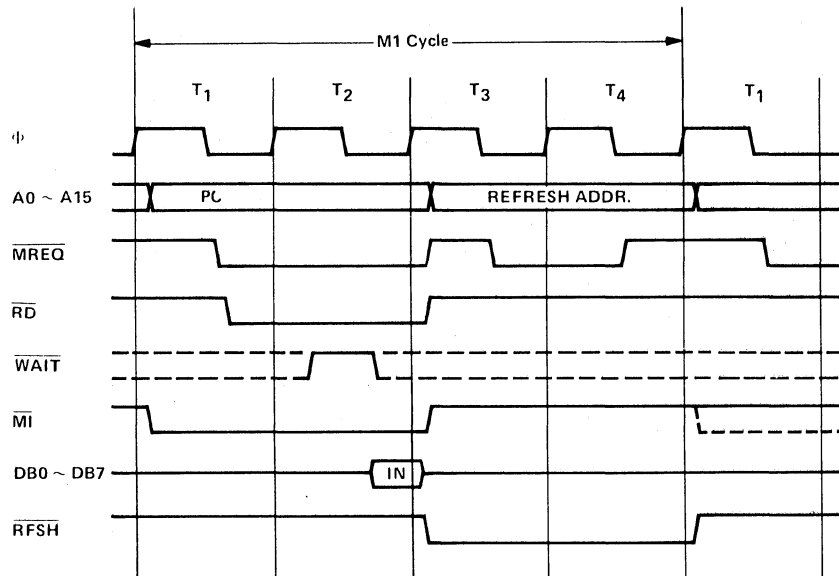 M1 Cycle
T1 T2 T3 T4 T1
Φ
A0 ~ A15 PC REFRESH ADDR.
MREQ
RD
WAIT
MI
DB0 ~ DB7 IN
RFSH